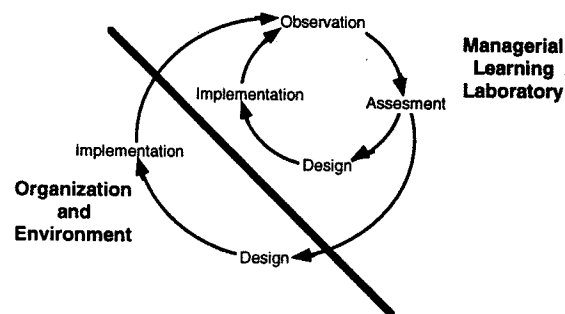 Observation
Managerial
Learning
Laboratory
Implementation
Assesment
Implementation
Design
Organization
and
Environment
Design